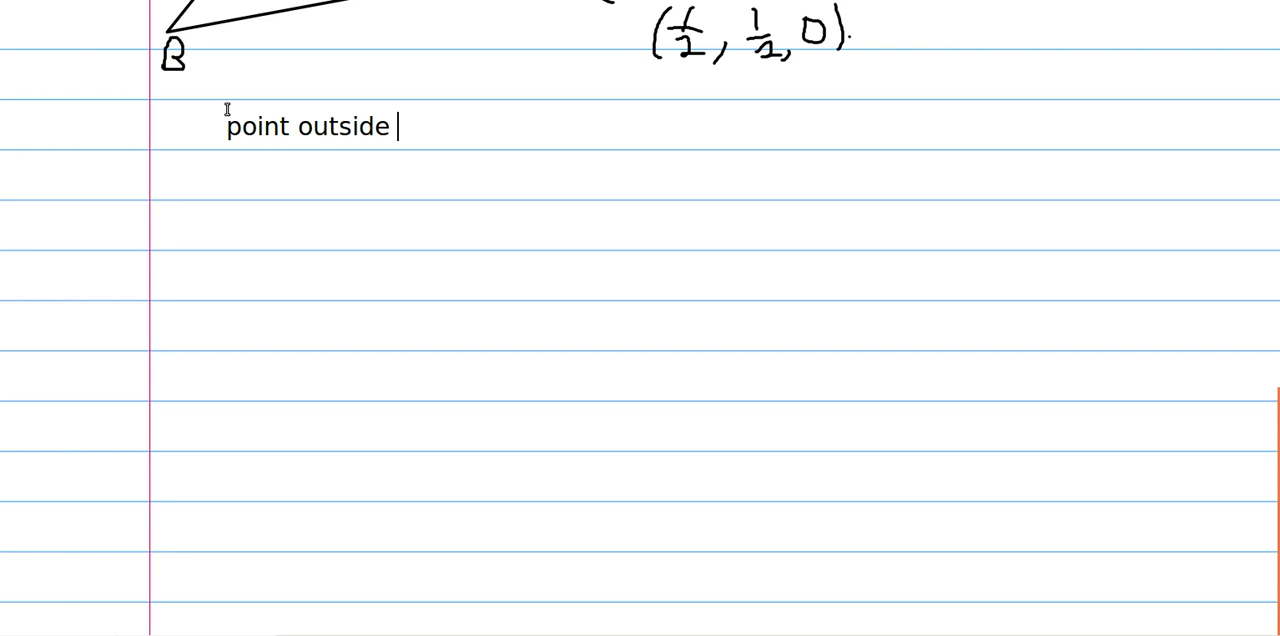 (1/2, 1/2, 0).
B
point outside